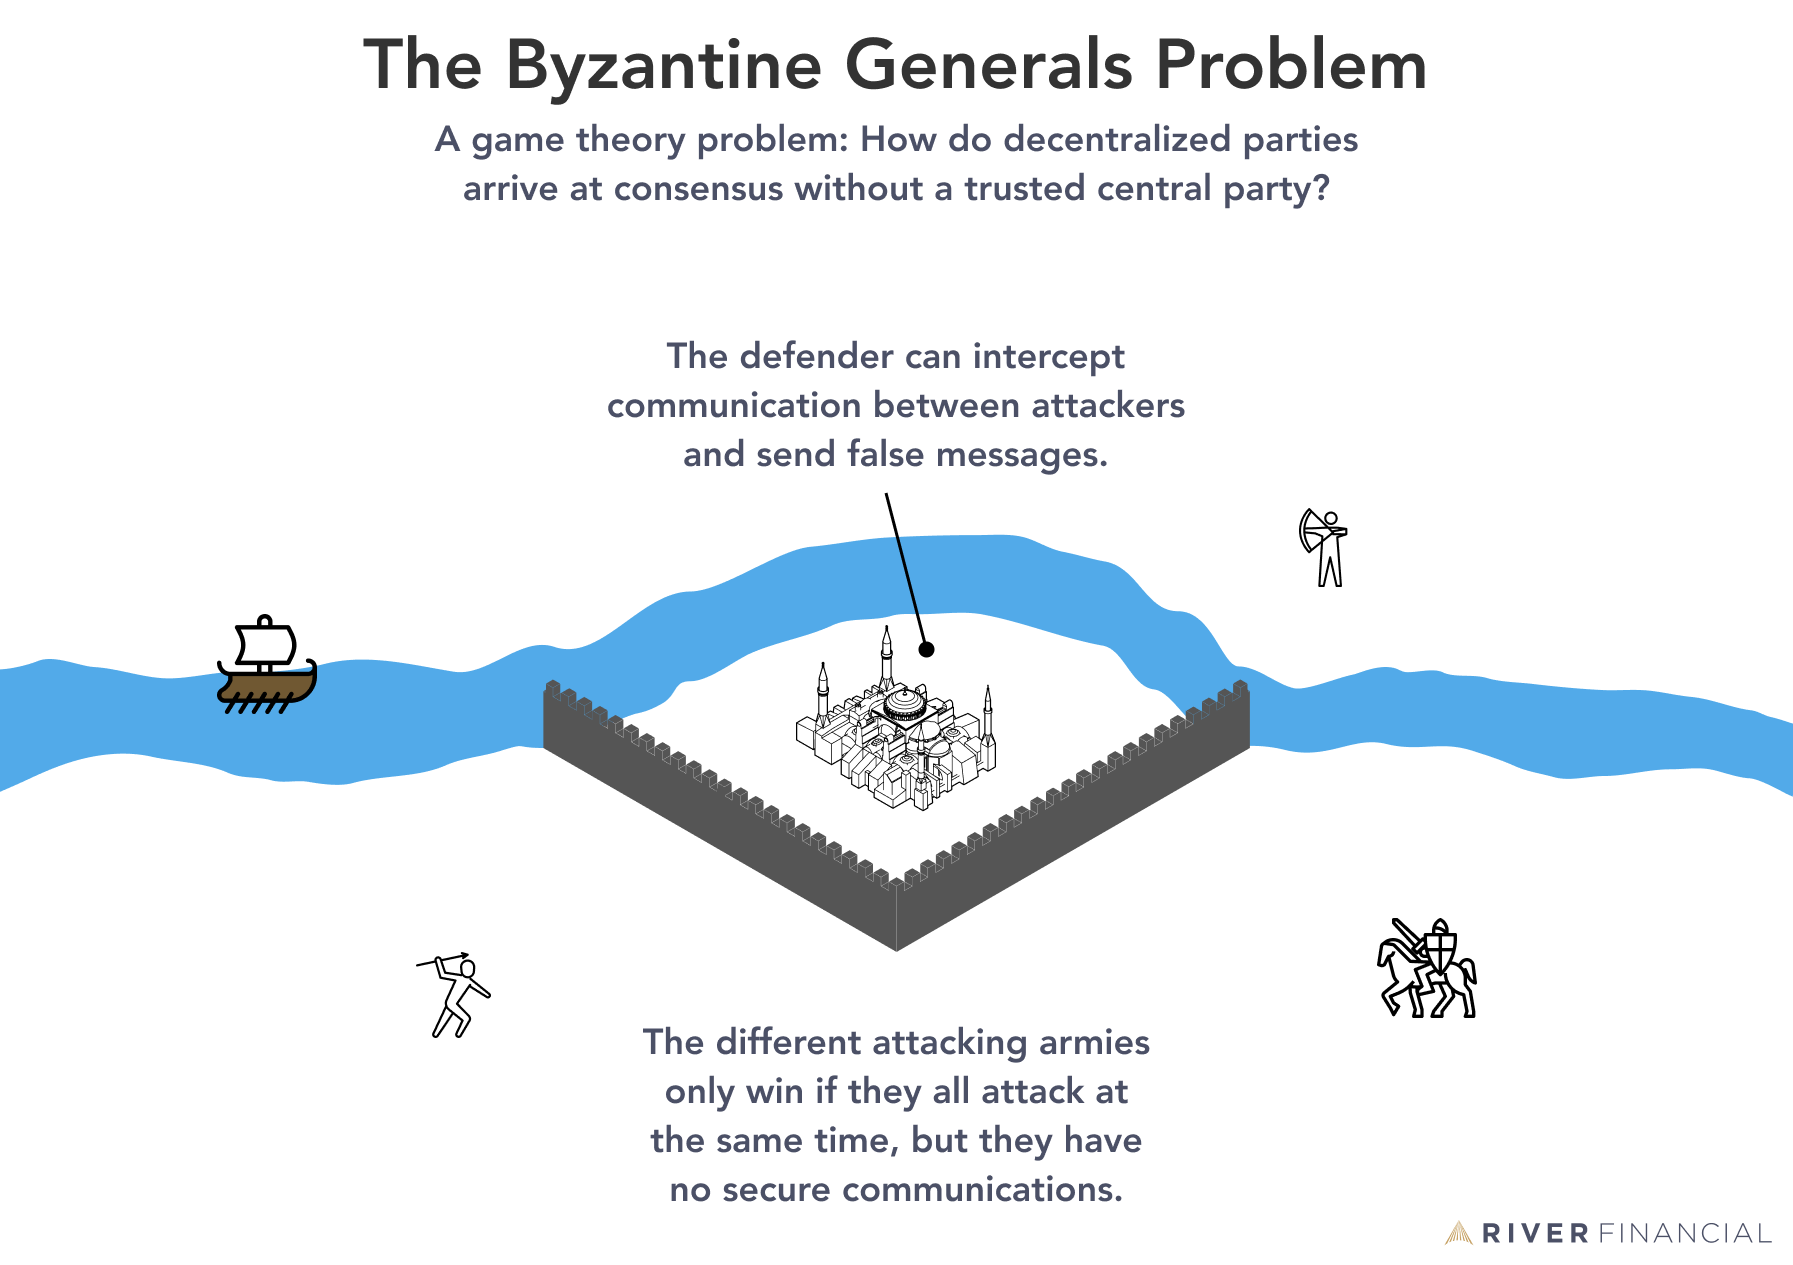 The Byzantine Generals Problem
A game theory problem: How do decentralized parties
arrive at consensus without a trusted central party?
The defender can intercept
communication between attackers
and send false messages.
The different attacking armies
only win if they all attack at
the same time, but they have
no secure communications.
RIVER FINANCIAL